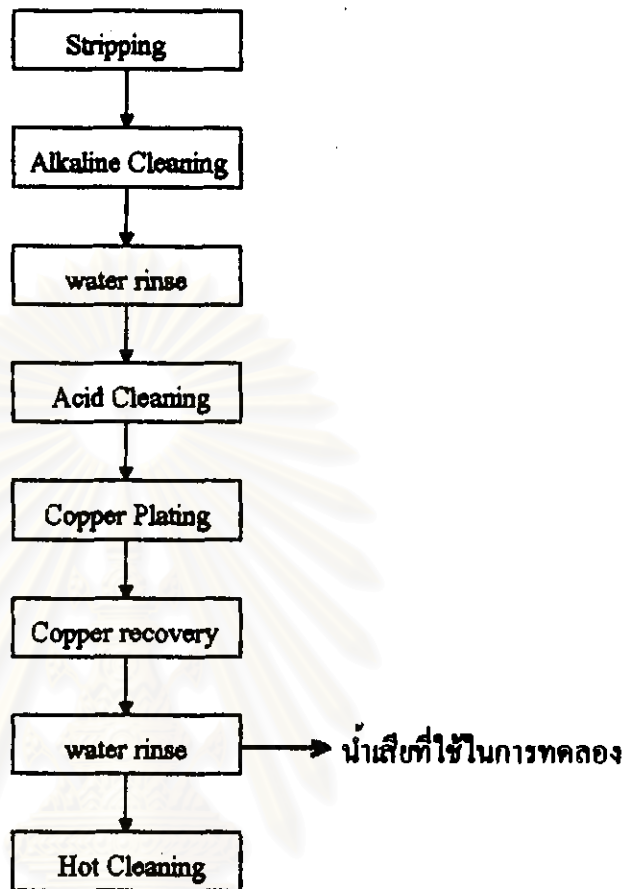 Stripping
Alkaline Cleaning
water rinse
Acid Cleaning
Copper Plating
Copper recovery
water rinse
น้ำเสียที่ใช้ในการทดลอง
Hot Cleaning